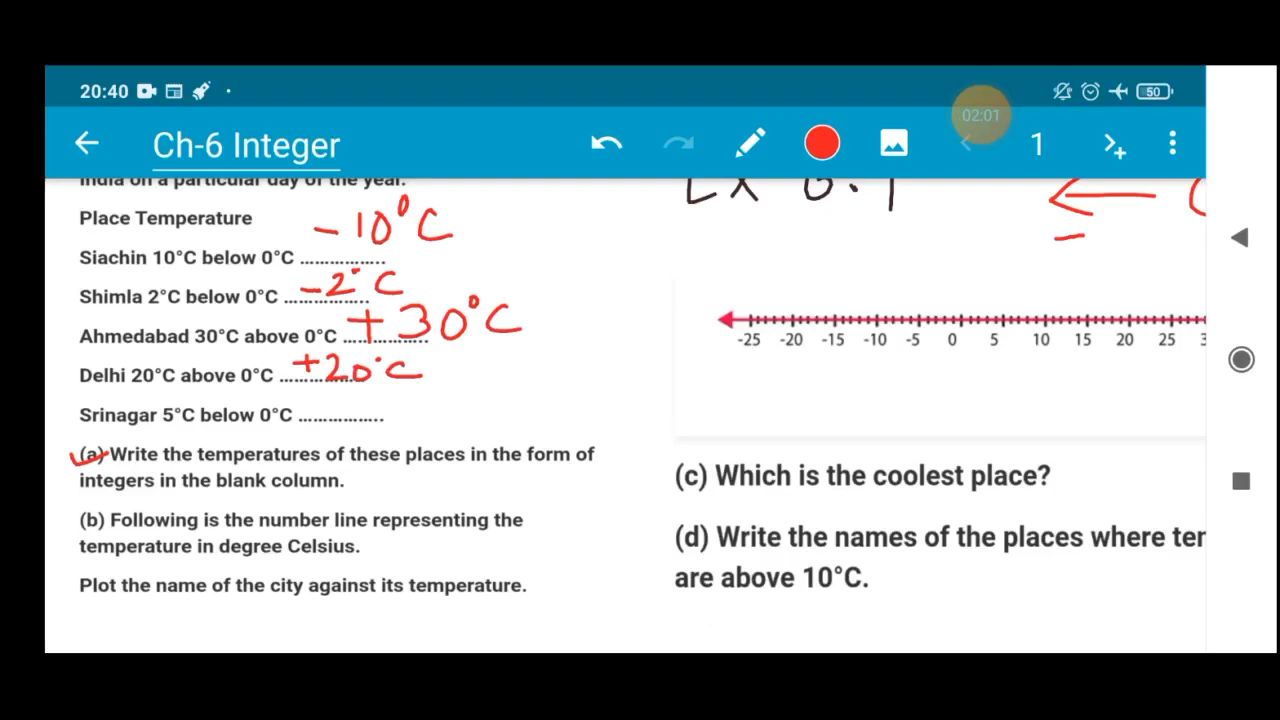 20:40
50
02:01
Ch-6 Integer
1
India on a particular day of the year.
Place Temperature
-10°C
Siachin 10°C below 0°C ..................
-2°C
Shimla 2°C below 0°C ..................
+30°C
Ahmedabad 30°C above 0°C ..................
+20°C
Delhi 20°C above 0°C ..................
Srinagar 5°C below 0°C ..................
(a) Write the temperatures of these places in the form of
integers in the blank column.
(b) Following is the number line representing the
temperature in degree Celsius.
Plot the name of the city against its temperature.
Ex 6.1
-25 -20 -15 -10 -5 0 5 10 15 20 25
(c) Which is the coolest place?
(d) Write the names of the places where
are above 10°C.